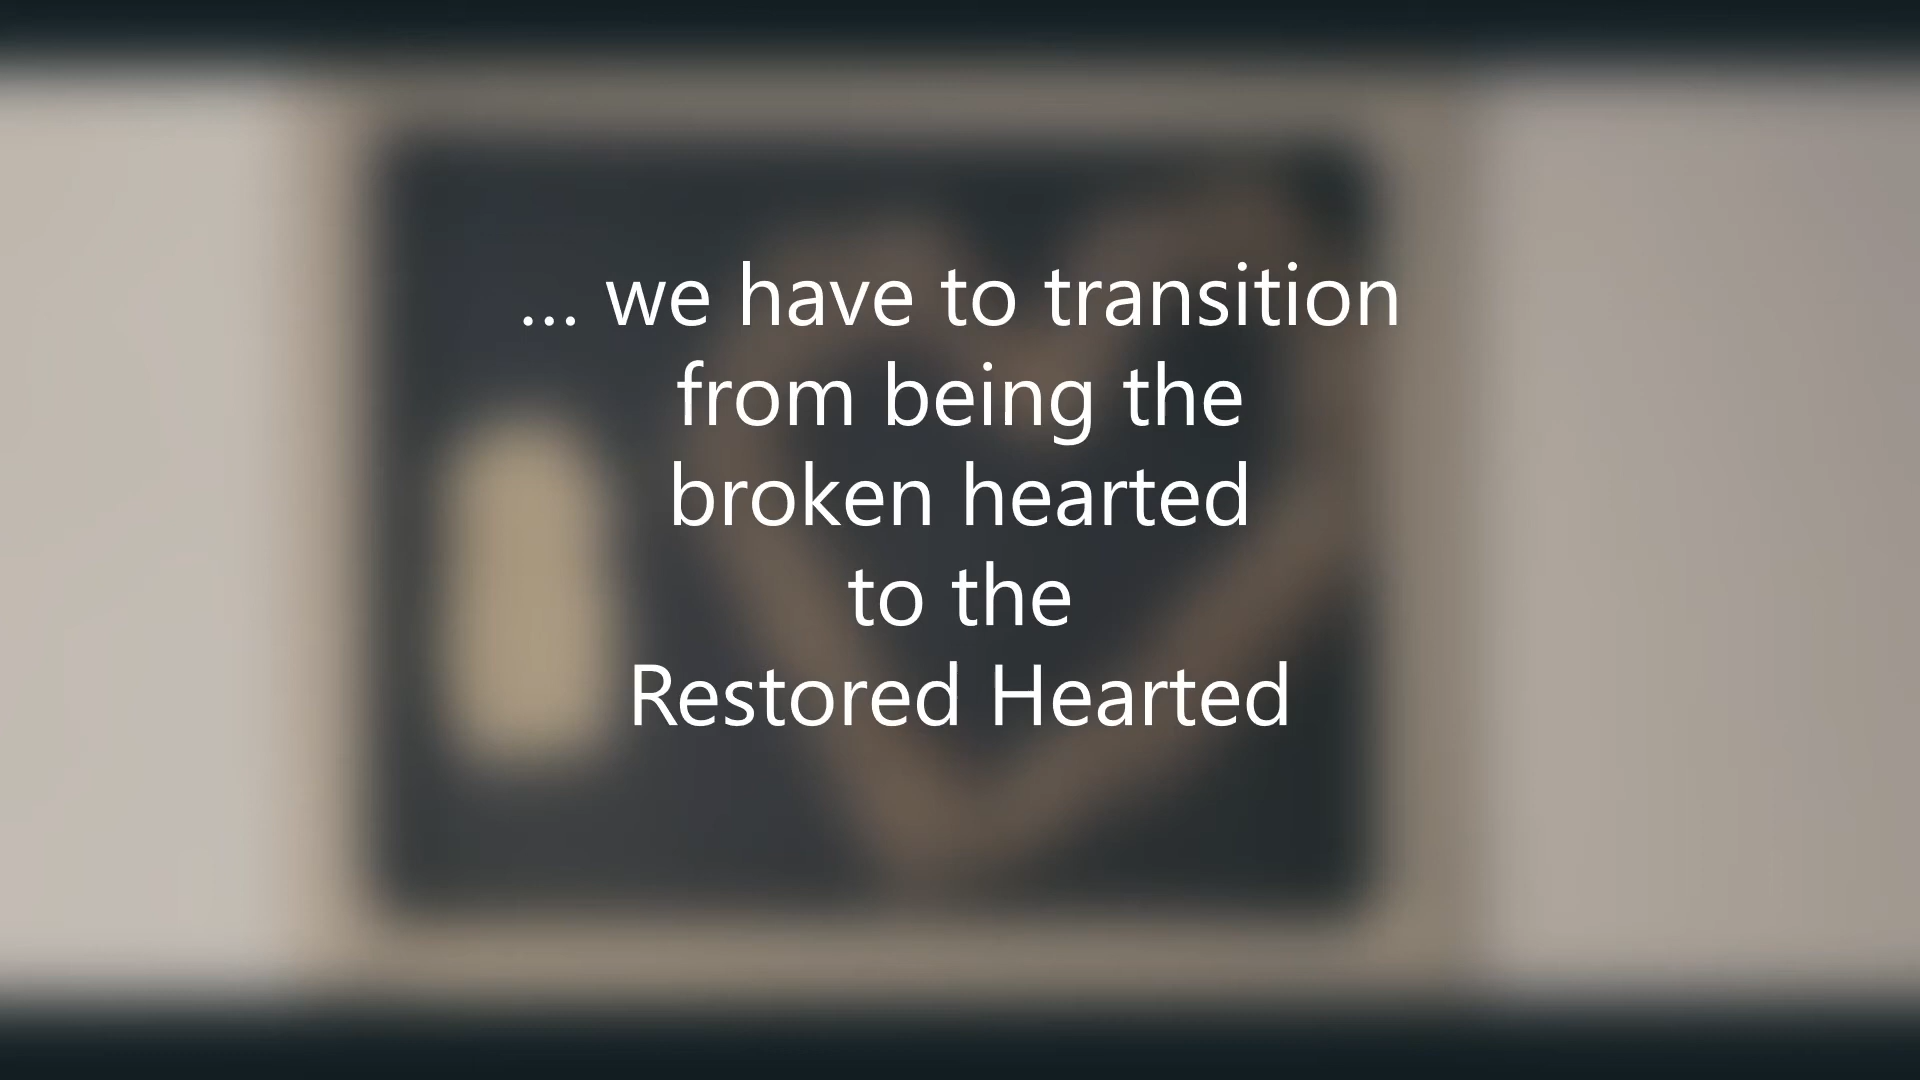 ... we have to transition
from being the
broken hearted
to the
Restored Hearted